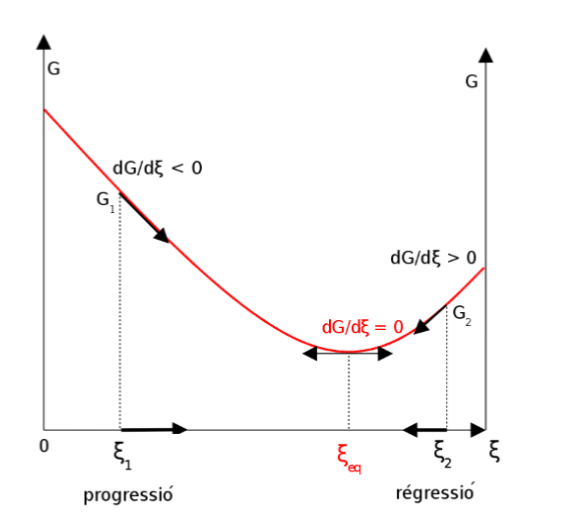 G
G
dG/dξ < 0
G₁
dG/dξ > 0
dG/dξ = 0
G₂
0
ξ₁
ξeq
ξ₂
ξ
progressió
régressió